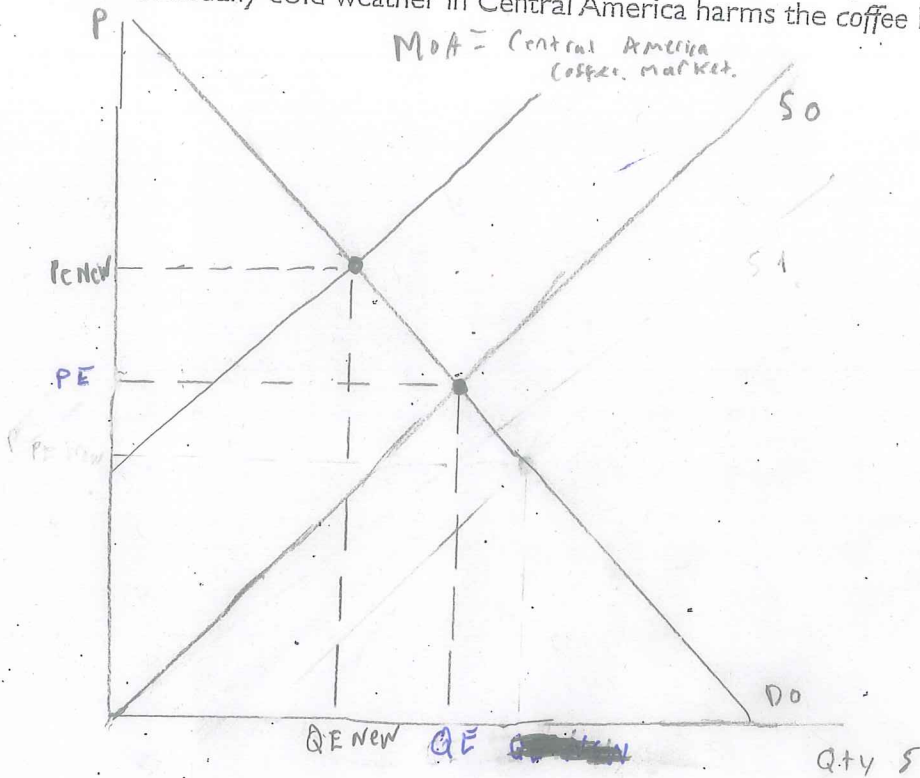 cold weather in Central America harms the coffee
P
MOA = Central America
Coffee. Market.
S0
S1
Pe New
PE
QE New QE
D0
Qty S